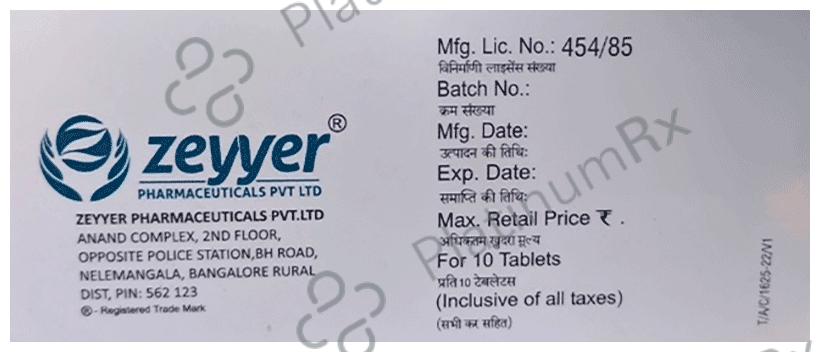 zeyyer®
PHARMACEUTICALS PVT LTD
ZEYYER PHARMACEUTICALS PVT.LTD
ANAND COMPLEX, 2ND FLOOR,
OPPOSITE POLICE STATION,BH ROAD,
NELEMANGALA, BANGALORE RURAL
DIST, PIN: 562 123
®- Registered Trade Mark
Mfg. Lic. No.: 454/85
विनिर्माणी लाइसेंस संख्या
Batch No.:
क्रम संख्या
Mfg. Date:
उत्पादन की तिथि:
Exp. Date:
समाप्ति की तिथि:
Max. Retail Price ₹ .
अधिकतम खुदरा मूल्य
For 10 Tablets
प्रति 10 टेबलेटस
(Inclusive of all taxes)
(सभी कर सहित)
T/A/C/1625-22/V1
PlatinumRx
PlatinumRx